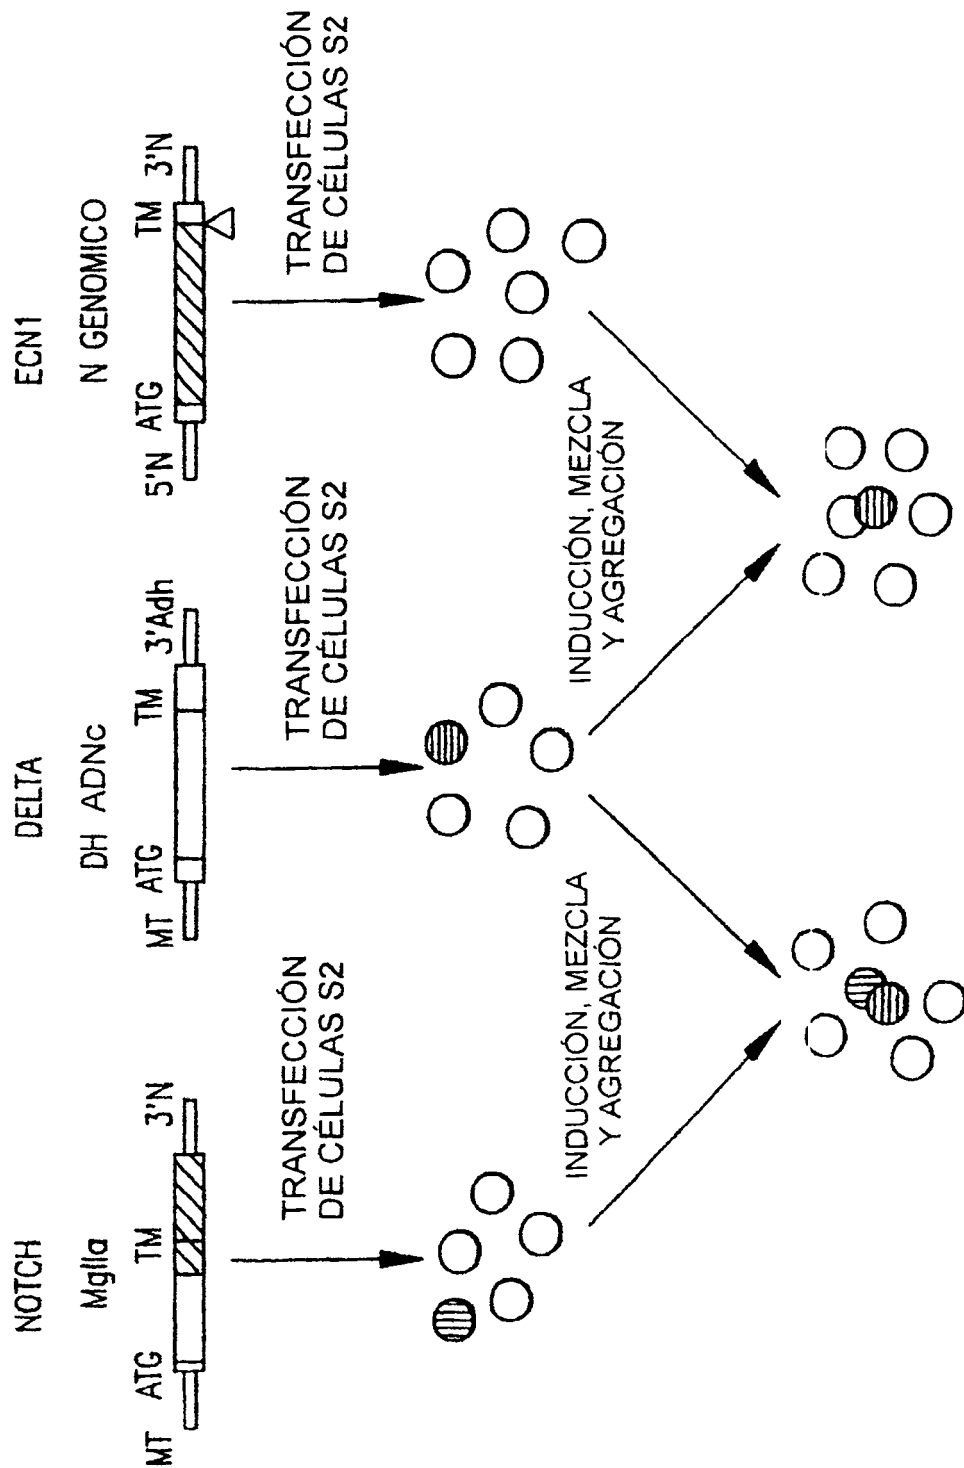 NOTCH
MgIIa
MT ATG TM 3'N
TRANSFECCIÓN
DE CÉLULAS S2
DELTA
DH ADNc
MT ATG TM 3'Adh
TRANSFECCIÓN
DE CÉLULAS S2
ECN1
N GENOMICO
5'N ATG TM 3'N
TRANSFECCIÓN
DE CÉLULAS S2
INDUCCIÓN, MEZCLA
Y AGREGACIÓN
INDUCCIÓN, MEZCLA
Y AGREGACIÓN